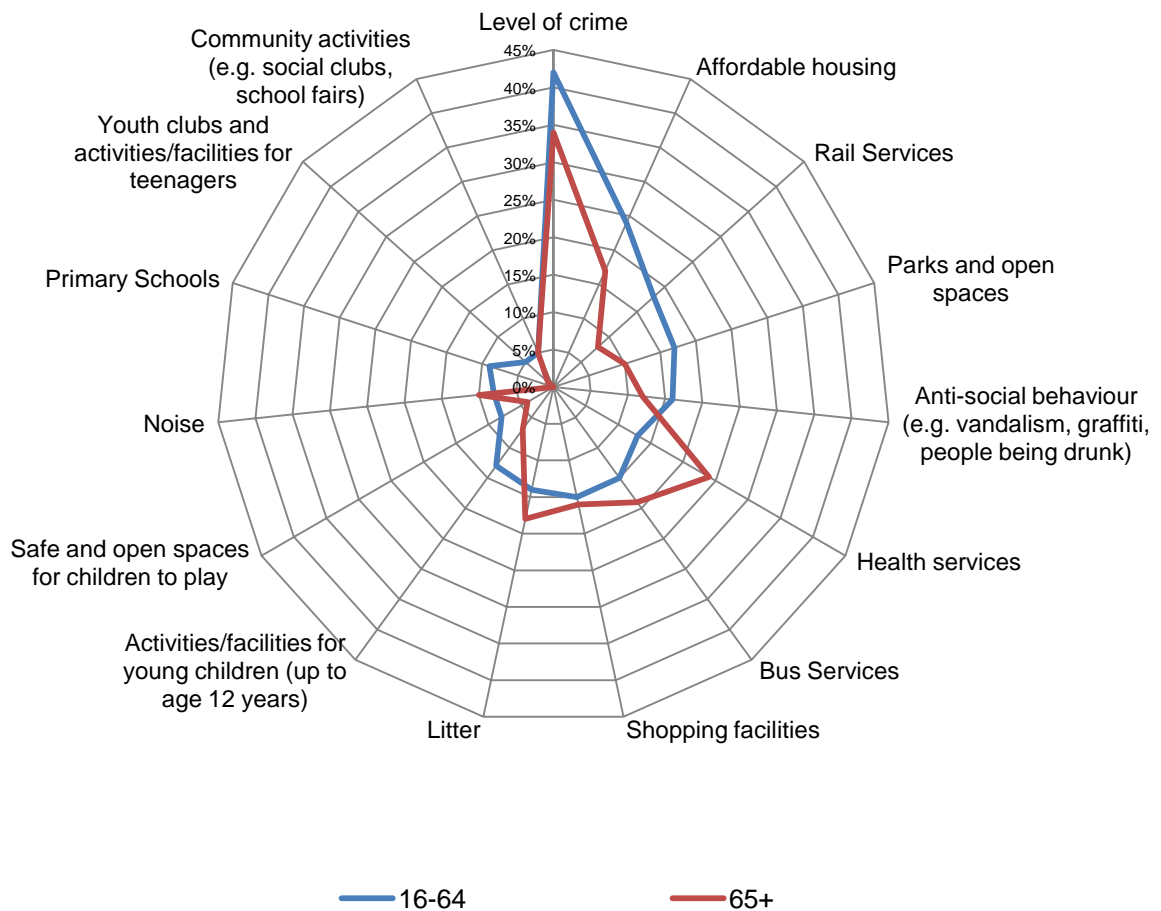 Level of crime
Affordable housing
Rail Services
Parks and open
spaces
Anti-social behaviour
(e.g. vandalism, graffiti,
people being drunk)
Health services
Bus Services
Shopping facilities
Litter
Activities/facilities for
young children (up to
age 12 years)
Safe and open spaces
for children to play
Noise
Primary Schools
Youth clubs and
activities/facilities for
teenagers
Community activities
(e.g. social clubs,
school fairs)
45%
40%
35%
30%
25%
20%
15%
10%
5%
0%
16-64
65+